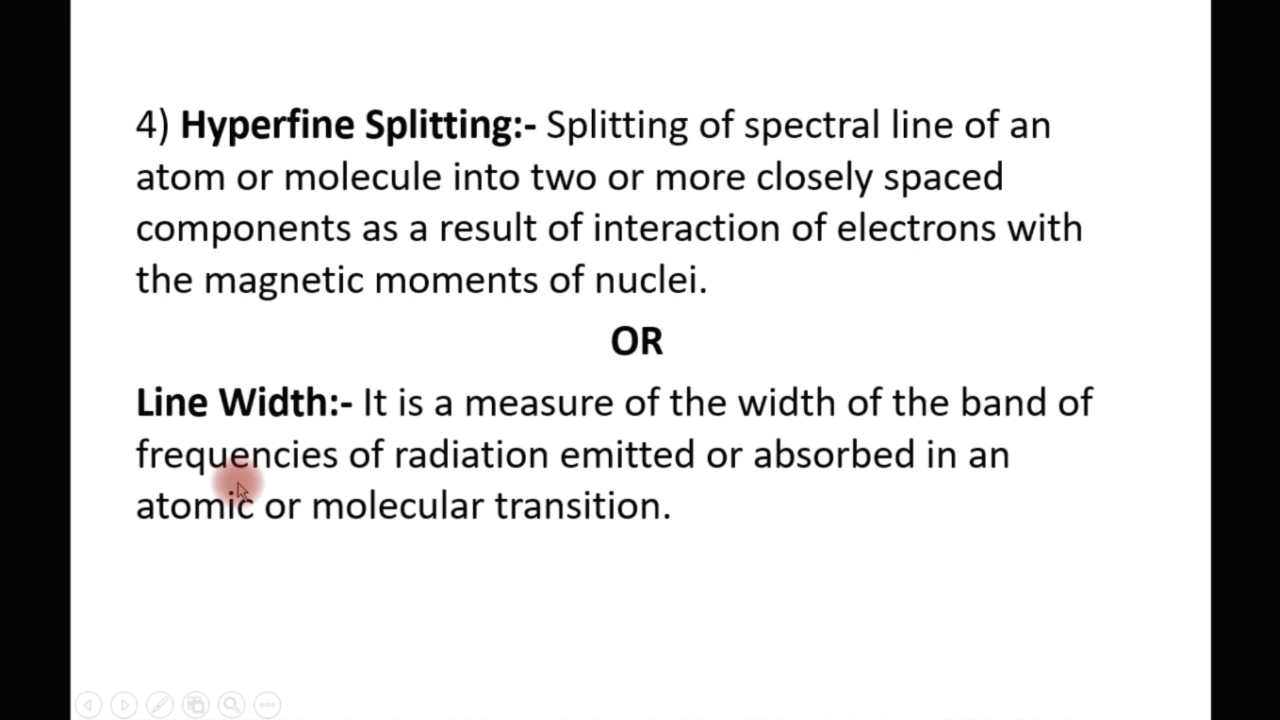 4) Hyperfine Splitting:- Splitting of spectral line of an
atom or molecule into two or more closely spaced
components as a result of interaction of electrons with
the magnetic moments of nuclei.
OR
Line Width:- It is a measure of the width of the band of
frequencies of radiation emitted or absorbed in an
atomic or molecular transition.